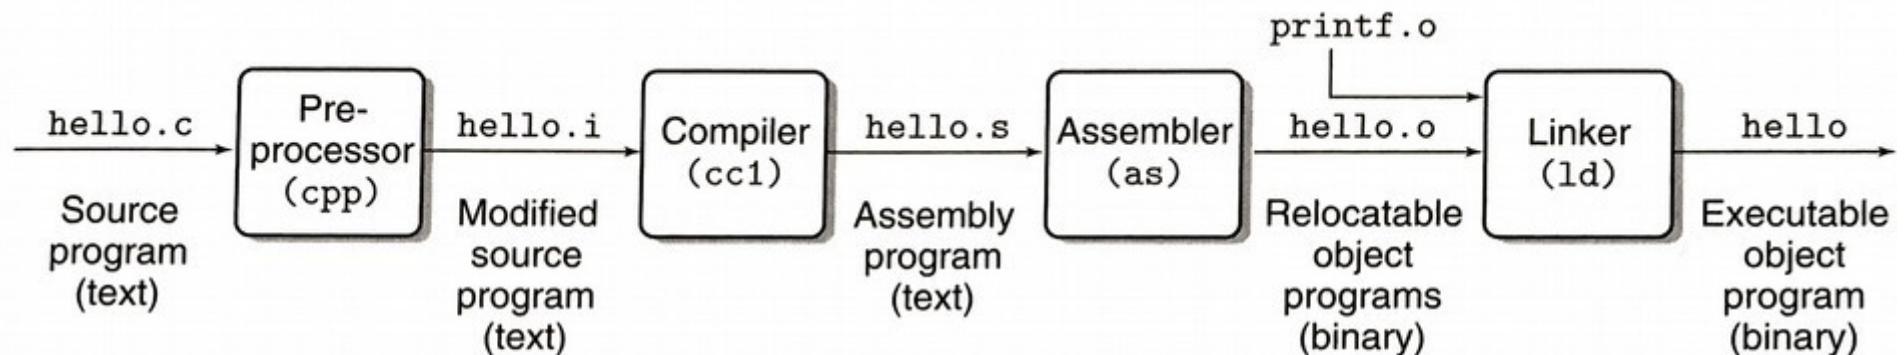 printf.o
hello.c
Pre-
processor
(cpp)
hello.i
Compiler
(cc1)
hello.s
Assembler
(as)
hello.o
Linker
(ld)
hello
Source
program
(text)
Modified
source
program
(text)
Assembly
program
(text)
Relocatable
object
programs
(binary)
Executable
object
program
(binary)